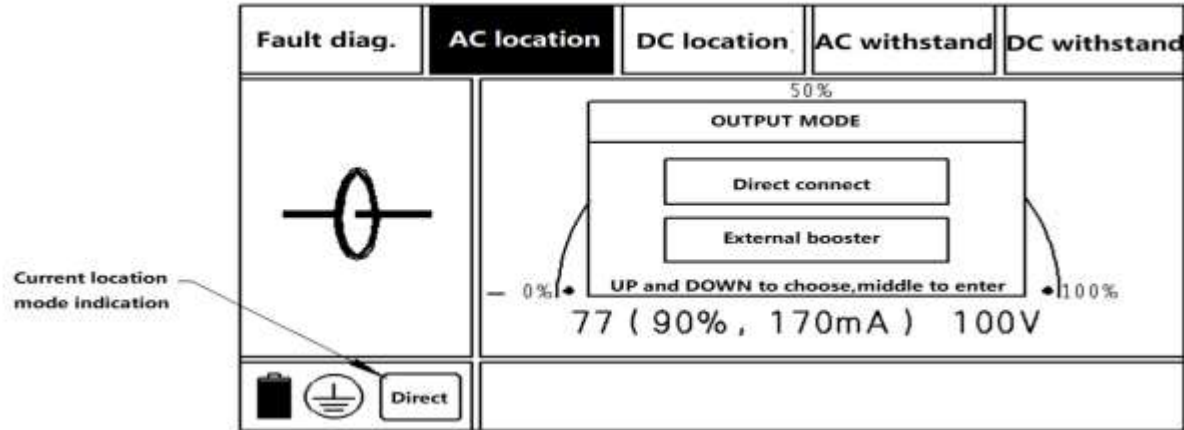 Fault diag.
AC location
DC location
AC withstand
DC withstand
50%
OUTPUT MODE
Direct connect
External booster
UP and DOWN to choose,middle to enter
0%
100%
77 ( 90% , 170mA ) 100V
Current location
mode indication
Direct